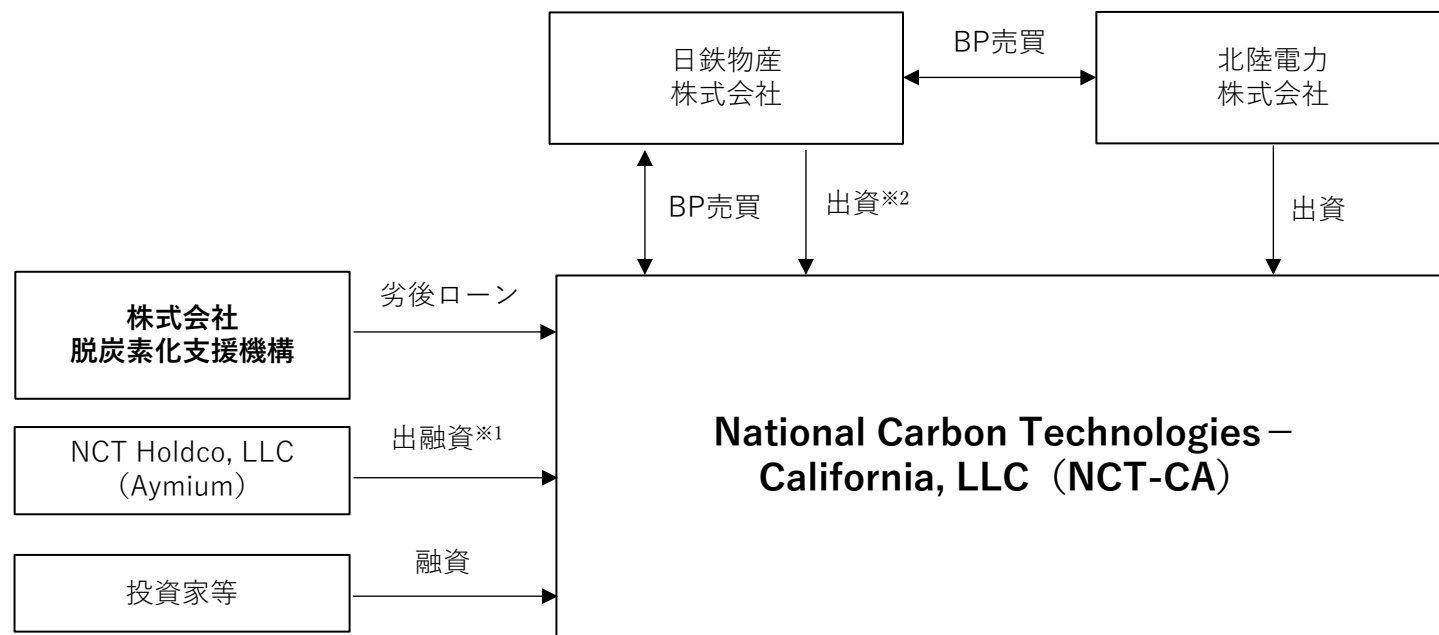 日鉄物産
株式会社
BP売買
北陸電力
株式会社
BP売買
出資※2
出資
株式会社
脱炭素化支援機構
劣後ローン
NCT Holdco, LLC
（Aymium）
出融資※1
投資家等
融資
National Carbon Technologies－
California, LLC（NCT-CA）